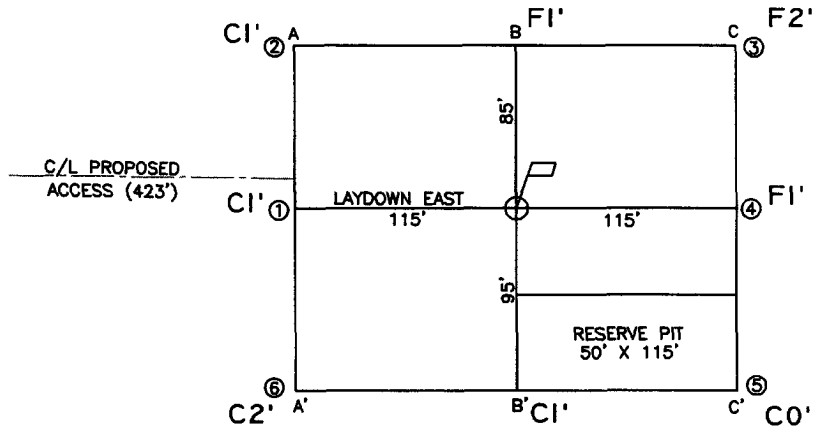 C1' ② A B F1' C ③ F2'
85'
C/L PROPOSED
ACCESS (423')
C1' ① LAYDOWN EAST ④ F1'
115' 115'
95'
RESERVE PIT
50' X 115'
⑥ ⑤
C2' A' B' C1' C' C0'